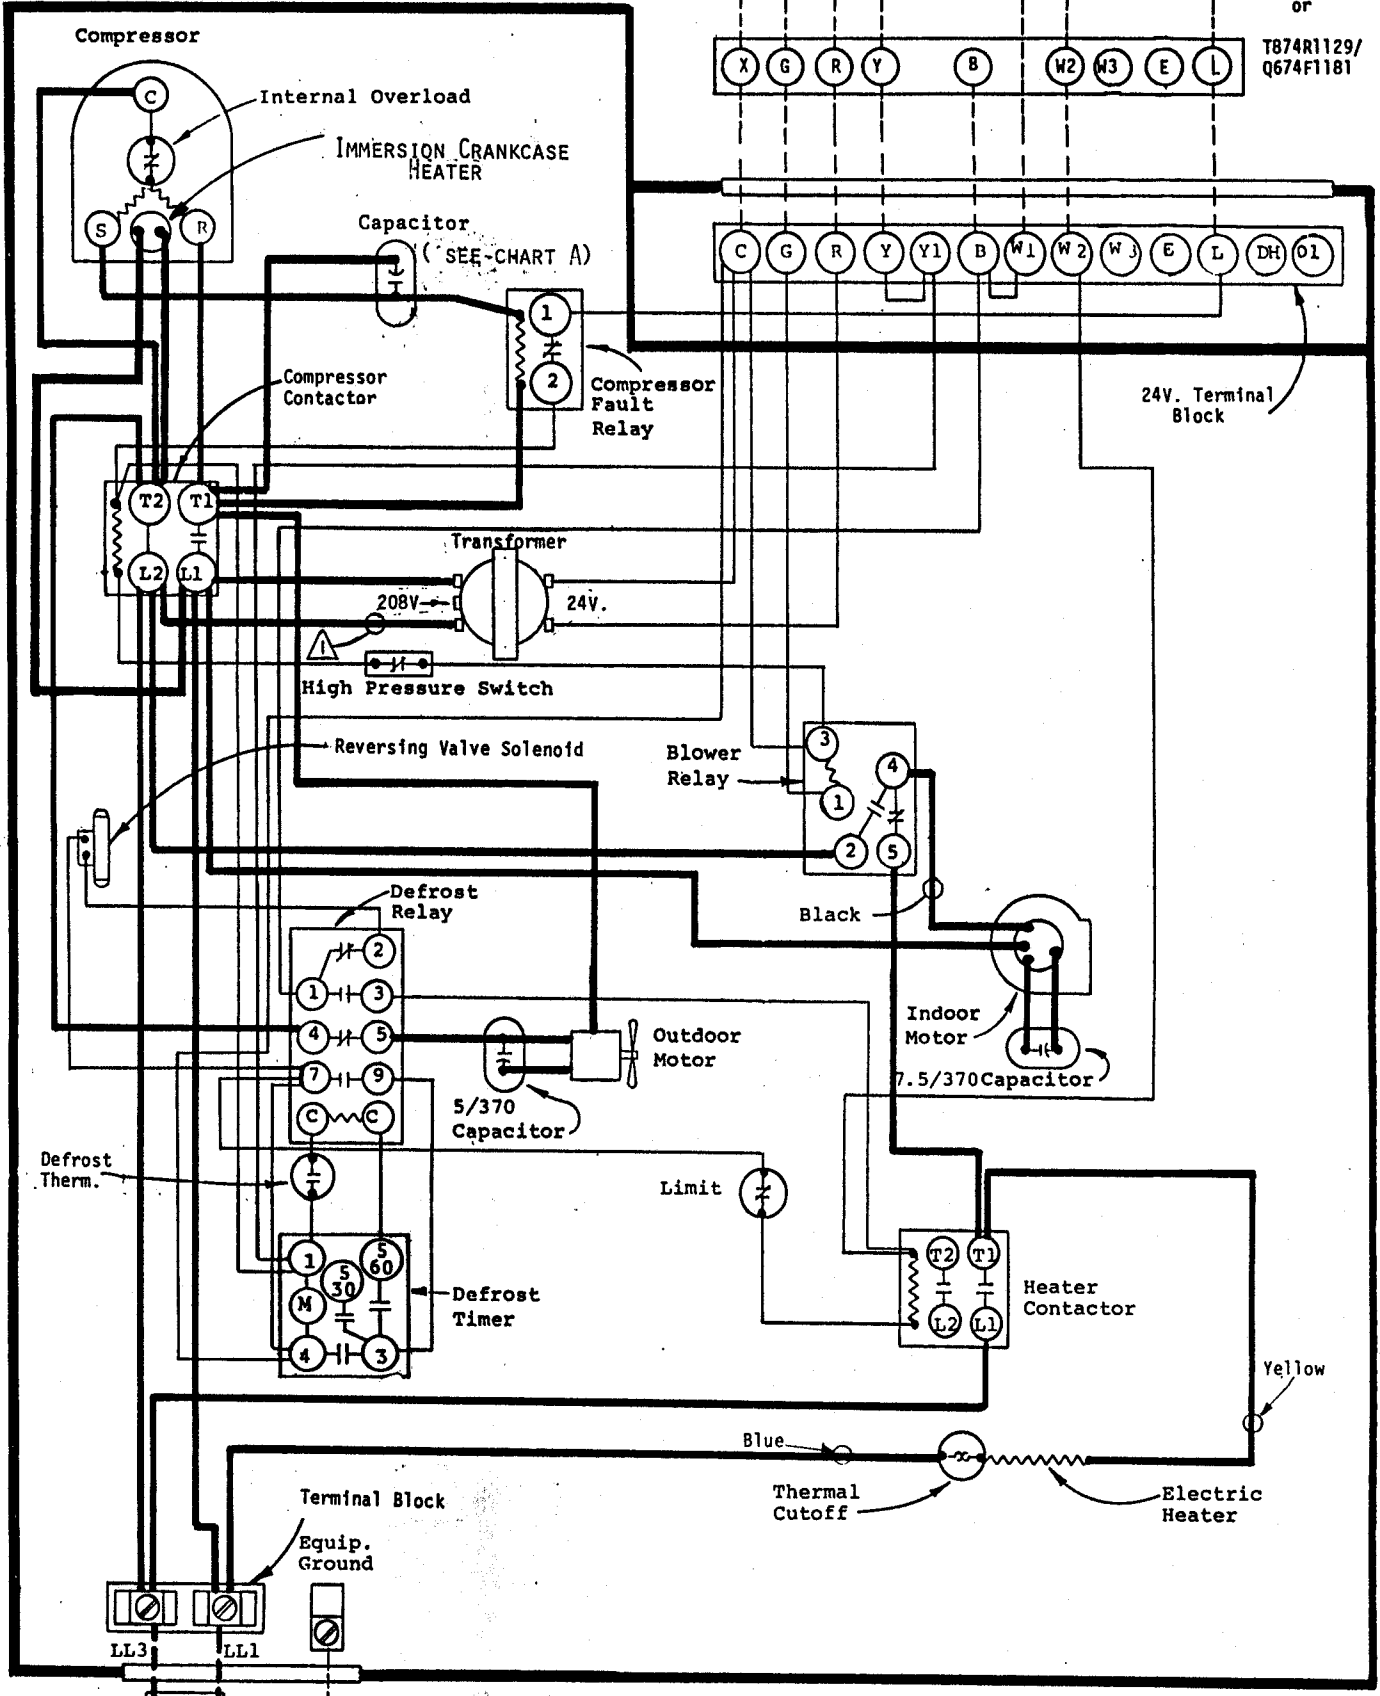 or
T874R1129/
Q674F1181
Compressor
X G R Y B W2 W3 E L
C
Internal Overload
IMMERSION CRANKCASE
HEATER
S R
Capacitor
(SEE-CHART A)
C G R Y Y1 B W1 W2 W3 E L DH O1
1
2
Compressor
Fault
Relay
Compressor
Contactor
24V. Terminal
Block
T2 T1
L2 L1
Transformer
208V
24V.
1
High Pressure Switch
Reversing Valve Solenoid
Blower
Relay
3
4
1
2 5
Black
Defrost
Relay
2
1 3
4 5
7 9
C C
Outdoor
Motor
5/370
Capacitor
Indoor
Motor
7.5/370Capacitor
Defrost
Therm.
Limit
1
S
30
S
60
M
4 3
Defrost
Timer
T2 T1
L2 L1
Heater
Contactor
Yellow
Blue
Thermal
Cutoff
Electric
Heater
Terminal Block
Equip.
Ground
LL3 LL1